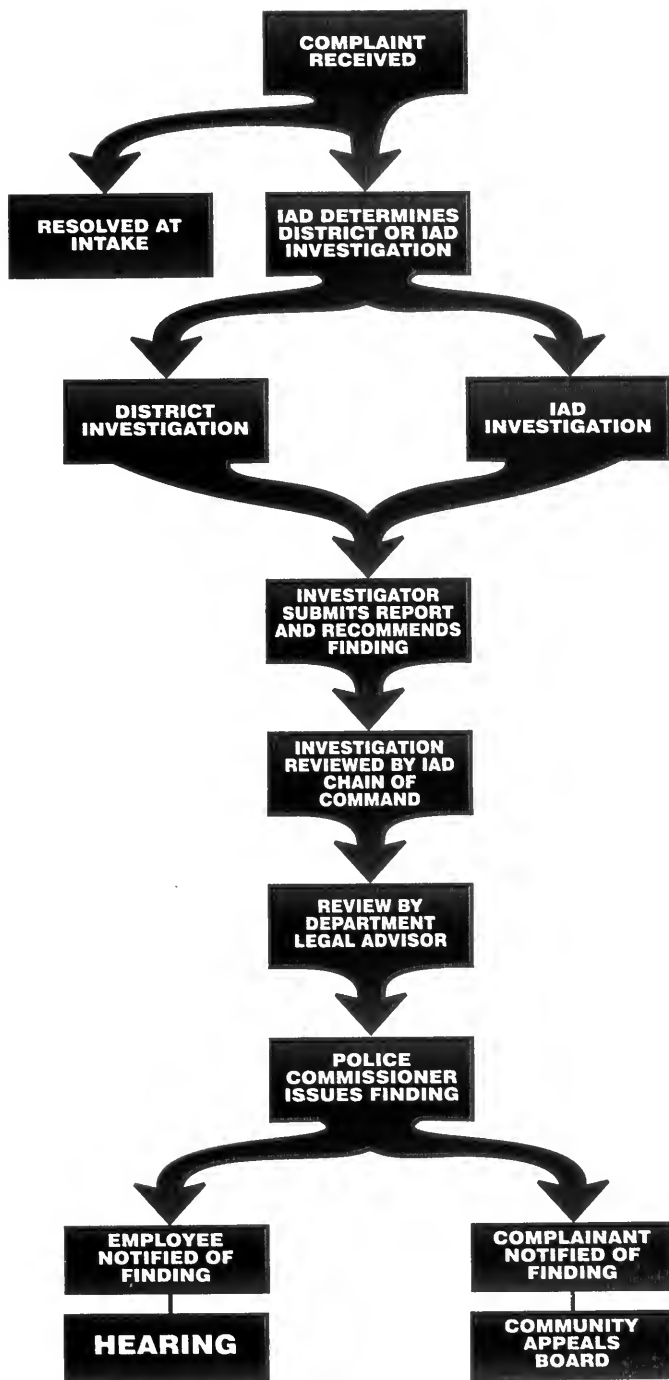 COMPLAINT
RECEIVED
RESOLVED AT
INTAKE
IAD DETERMINES
DISTRICT OR IAD
INVESTIGATION
DISTRICT
INVESTIGATION
IAD
INVESTIGATION
INVESTIGATOR
SUBMITS REPORT
AND RECOMMENDS
FINDING
INVESTIGATION
REVIEWED BY IAD
CHAIN OF
COMMAND
REVIEW BY
DEPARTMENT
LEGAL ADVISOR
POLICE
COMMISSIONER
ISSUES FINDING
EMPLOYEE
NOTIFIED OF
FINDING
COMPLAINANT
NOTIFIED OF
FINDING
HEARING
COMMUNITY
APPEALS
BOARD